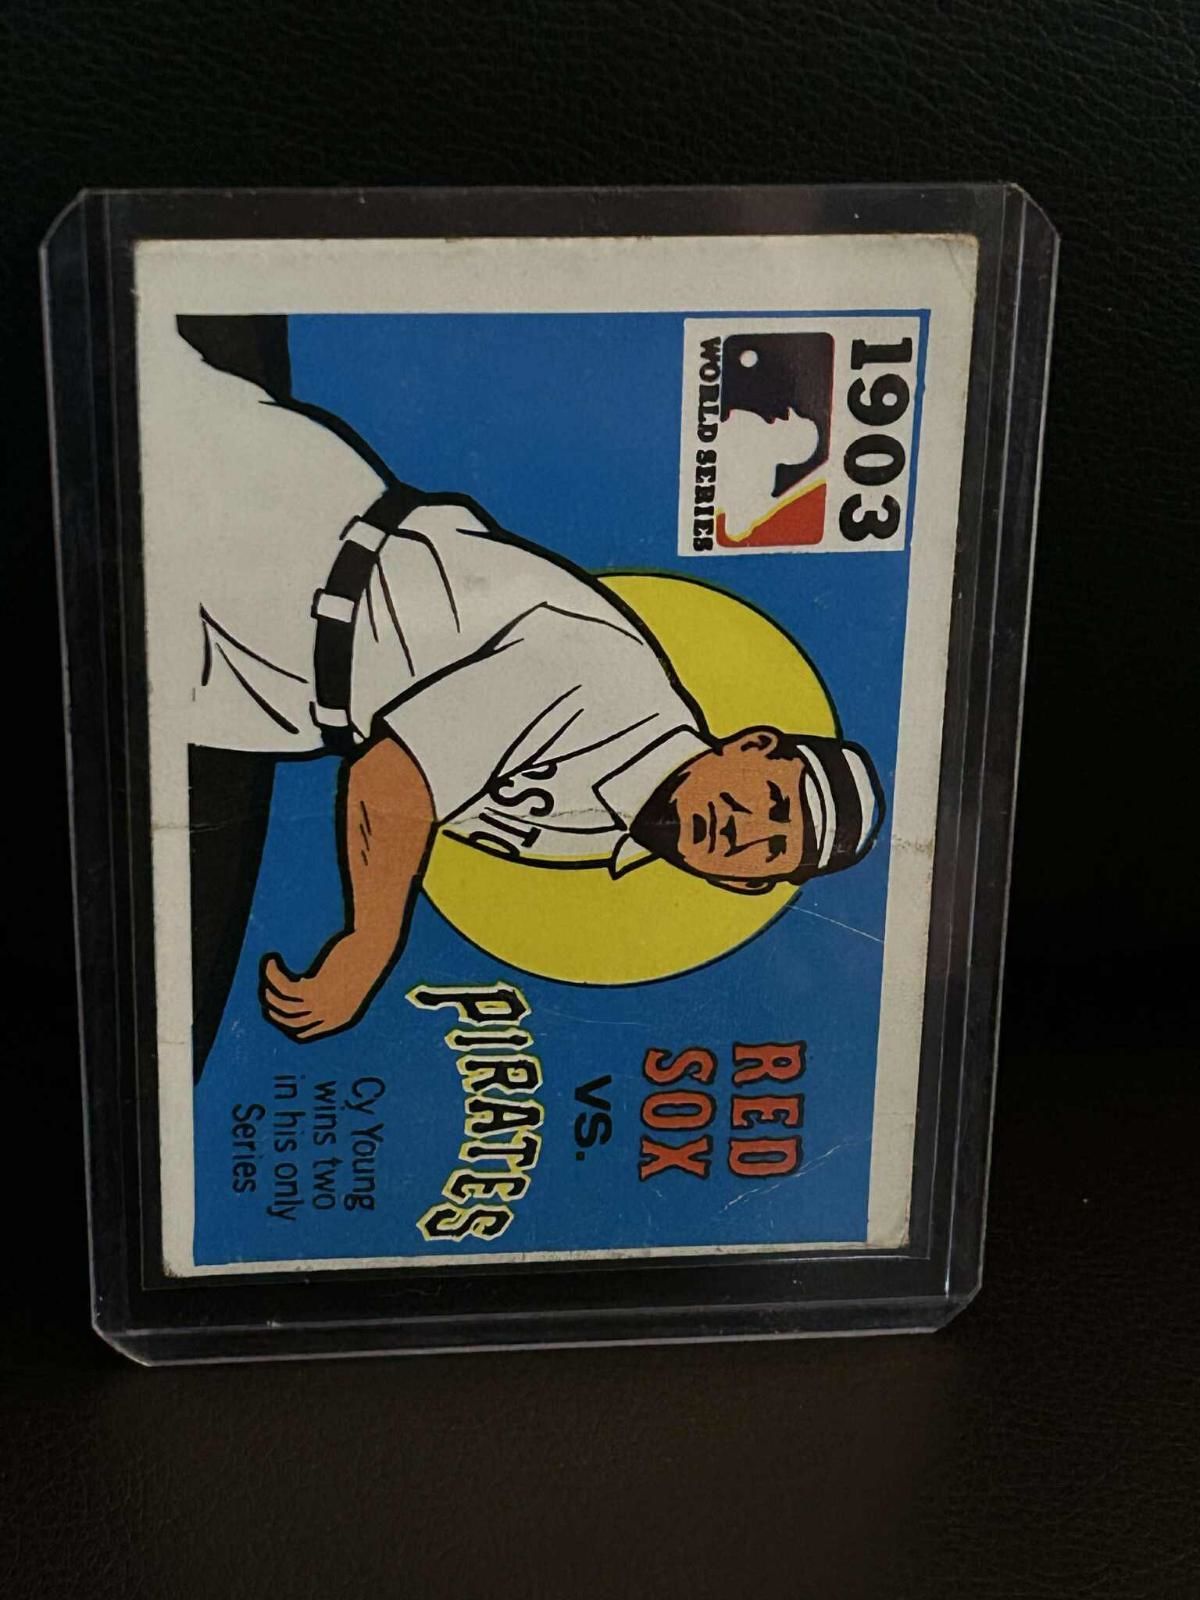 1903
WORLD SERIES
RED
SOX
VS.
PIRATES
Cy Young
wins two
in his only
Series